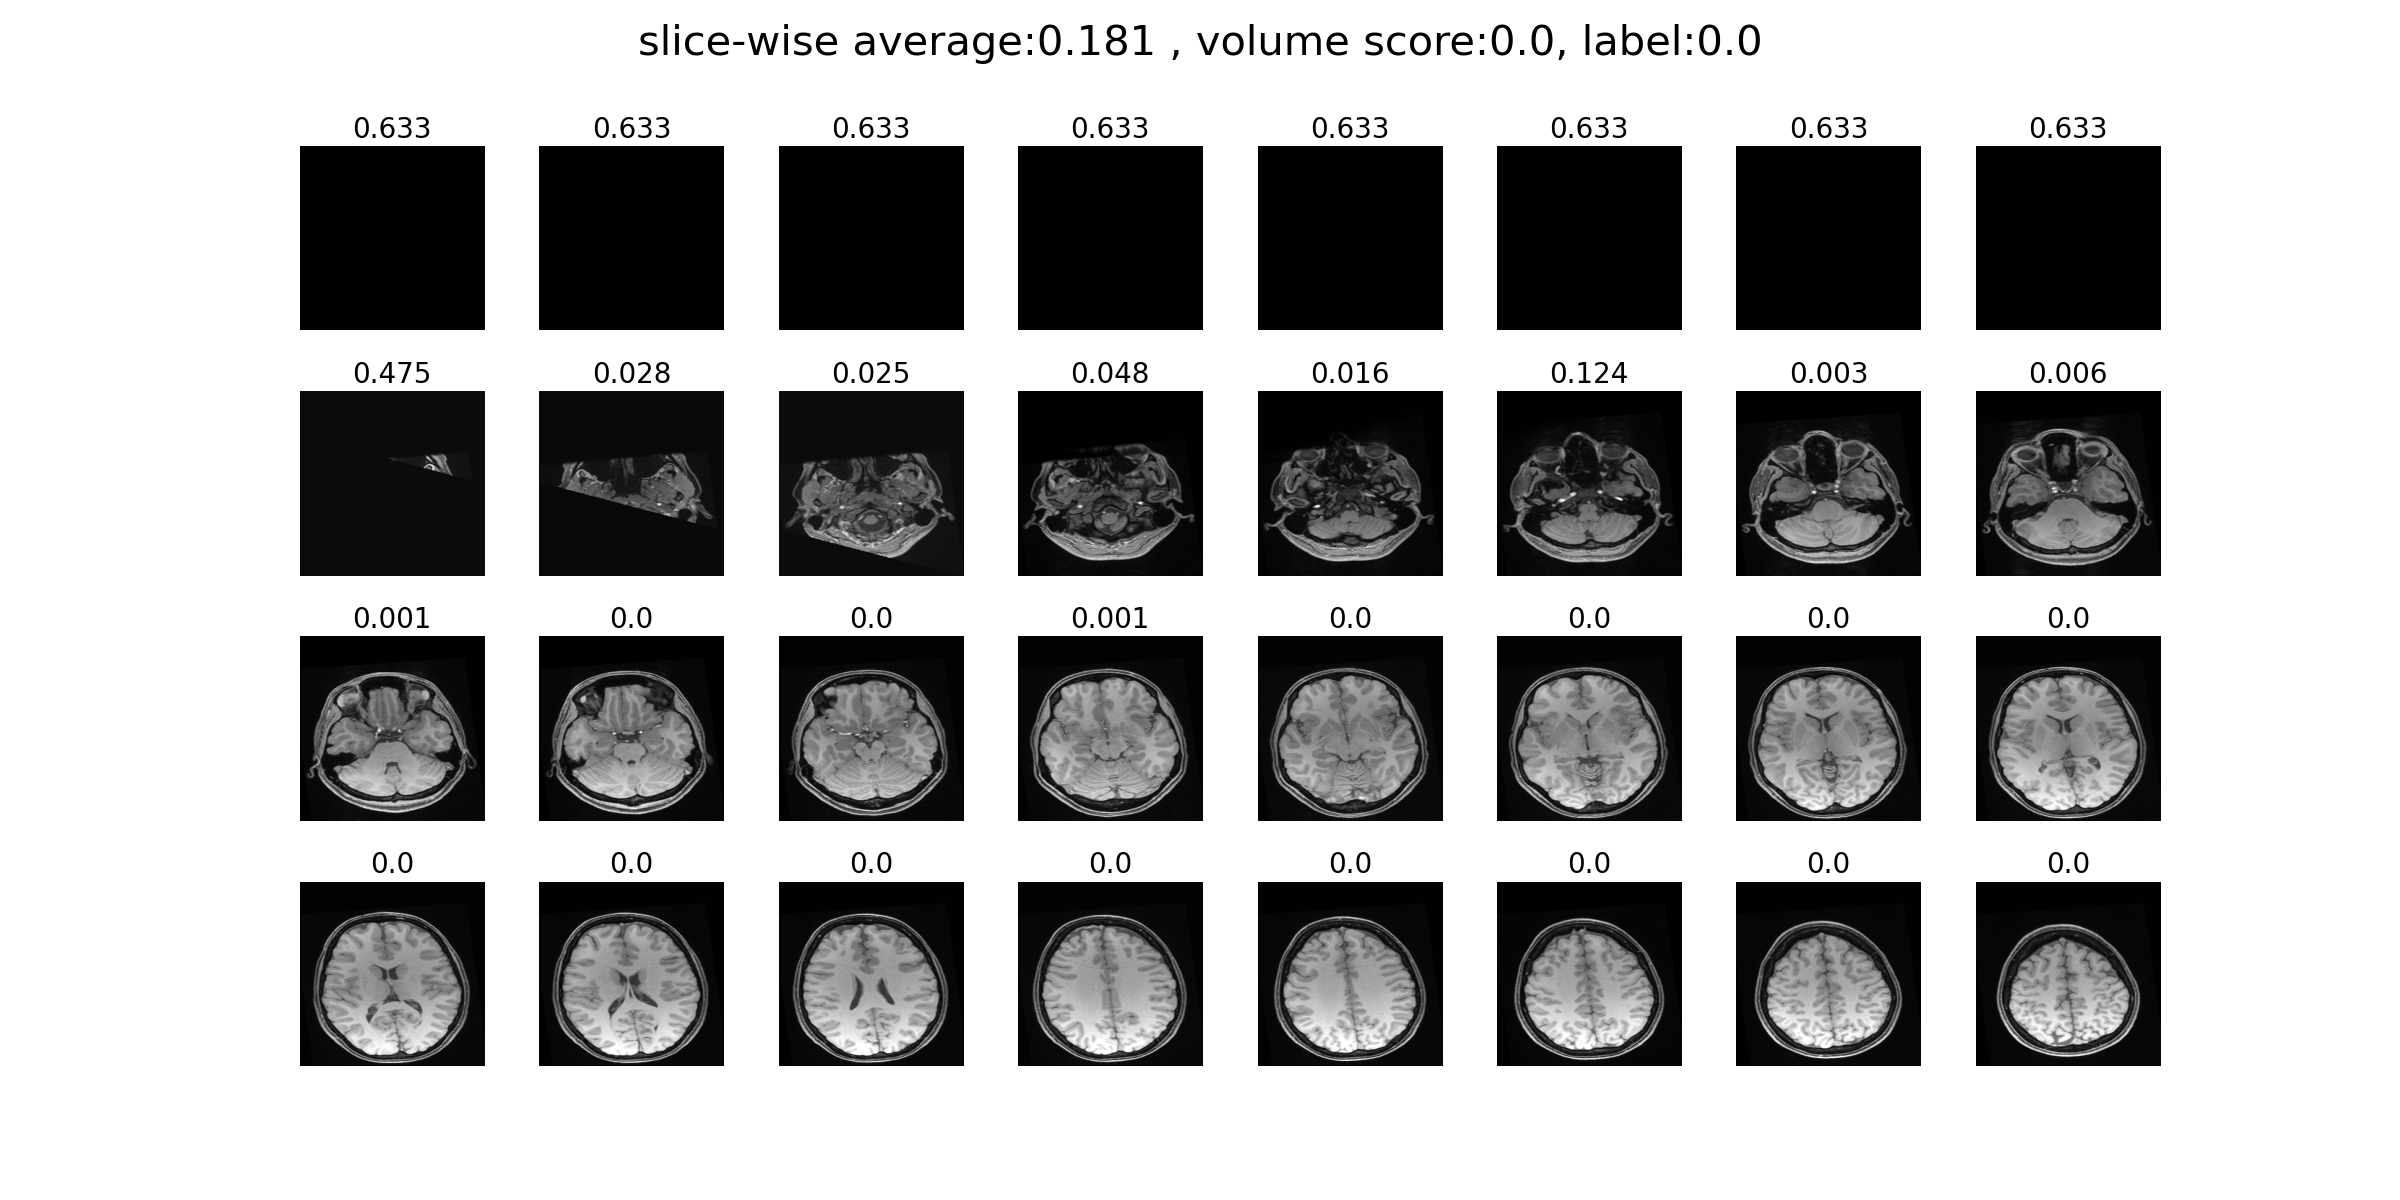 slice-wise average:0.181 , volume score:0.0, label:0.0
0.633 0.633 0.633 0.633 0.633 0.633 0.633 0.633
0.475 0.028 0.025 0.048 0.016 0.124 0.003 0.006
0.001 0.0 0.0 0.001 0.0 0.0 0.0 0.0
0.0 0.0 0.0 0.0 0.0 0.0 0.0 0.0